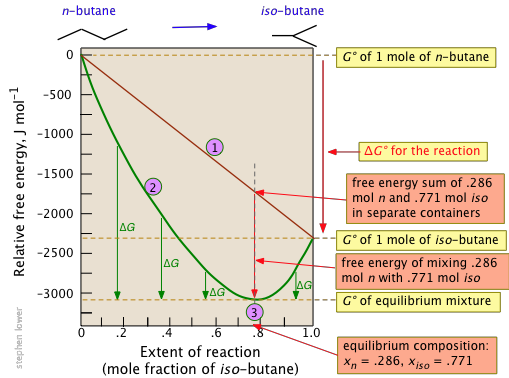 n-butane
iso-butane
0
-500
-1000
-1500
-2000
-2500
-3000
Relative free energy, J mol–1
1
2
3
ΔG
ΔG
ΔG
ΔG
G° of 1 mole of n-butane
ΔG° for the reaction
free energy sum of .286
mol n and .771 mol iso
in separate containers
G° of 1 mole of iso-butane
free energy of mixing .286
mol n with .771 mol iso
G° of equilibrium mixture
equilibrium composition:
xn = .286, xiso = .771
0
.2
.4
.6
.8
1.0
Extent of reaction
(mole fraction of iso-butane)
stephen lower